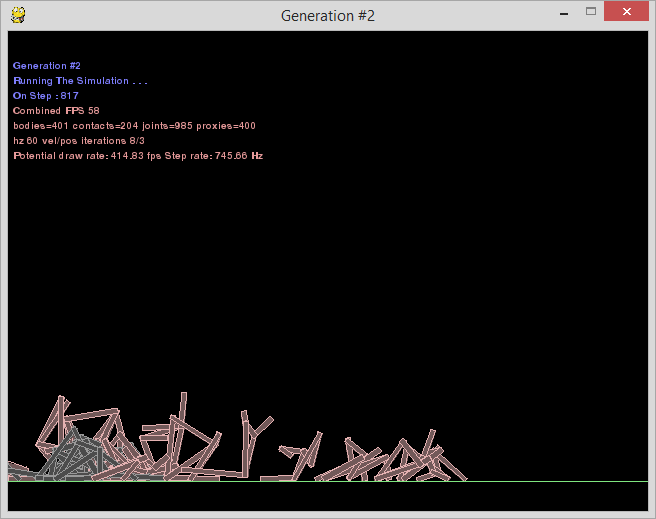 Generation #2
Generation #2
Running The Simulation . . .
On Step : 817
Combined FPS 58
bodies=401 contacts=204 joints=985 proxies=400
hz 60 vel/pos iterations 8/3
Potential draw rate: 414.83 fps Step rate: 745.66 Hz